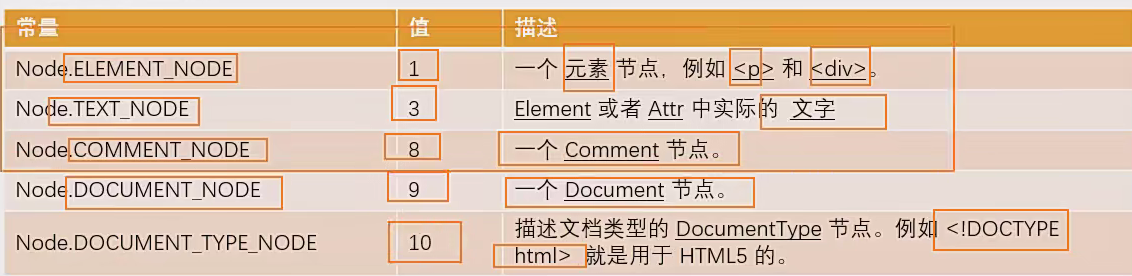 常量 值 描述
Node.ELEMENT_NODE 1 一个 元素 节点，例如 <p> 和 <div>。
Node.TEXT_NODE 3 Element 或者 Attr 中实际的 文字
Node.COMMENT_NODE 8 一个 Comment 节点。
Node.DOCUMENT_NODE 9 一个 Document 节点。
Node.DOCUMENT_TYPE_NODE 10 描述文档类型的 DocumentType 节点。例如 <!DOCTYPE
html> 就是用于 HTML5 的。